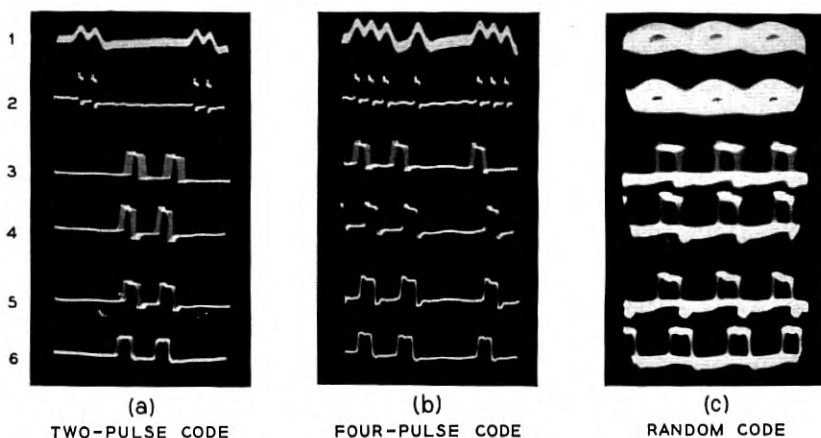 1
2
3
4
5
6
(a)
TWO-PULSE CODE
(b)
FOUR-PULSE CODE
(c)
RANDOM CODE